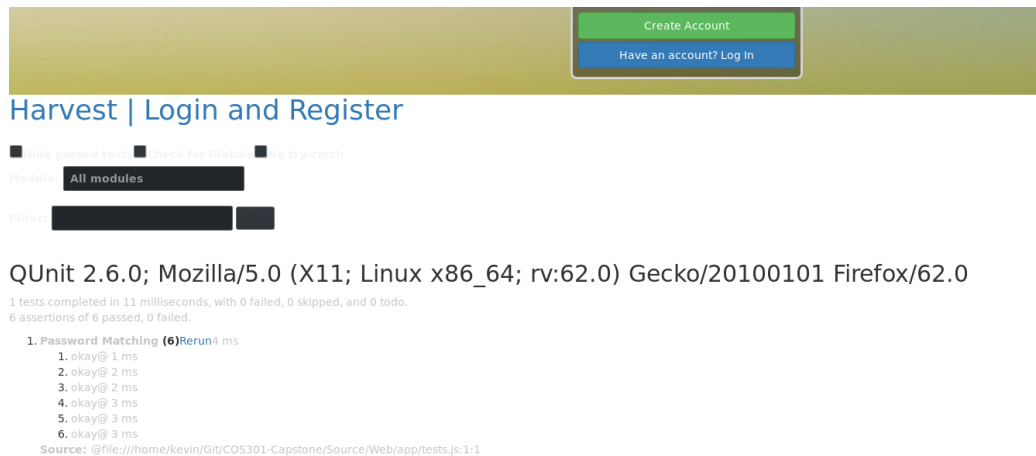 Create Account
Have an account? Log In
Harvest | Login and Register
Hide passed tests Check for Globals No try-catch
Module: All modules
Filter:
QUnit 2.6.0; Mozilla/5.0 (X11; Linux x86_64; rv:62.0) Gecko/20100101 Firefox/62.0
1 tests completed in 11 milliseconds, with 0 failed, 0 skipped, and 0 todo.
6 assertions of 6 passed, 0 failed.
1. Password Matching (6)Rerun4 ms
1. okay@ 1 ms
2. okay@ 2 ms
3. okay@ 2 ms
4. okay@ 3 ms
5. okay@ 3 ms
6. okay@ 3 ms
Source: @file:///home/kevin/Git/COS301-Capstone/Source/Web/app/tests.js:1:1